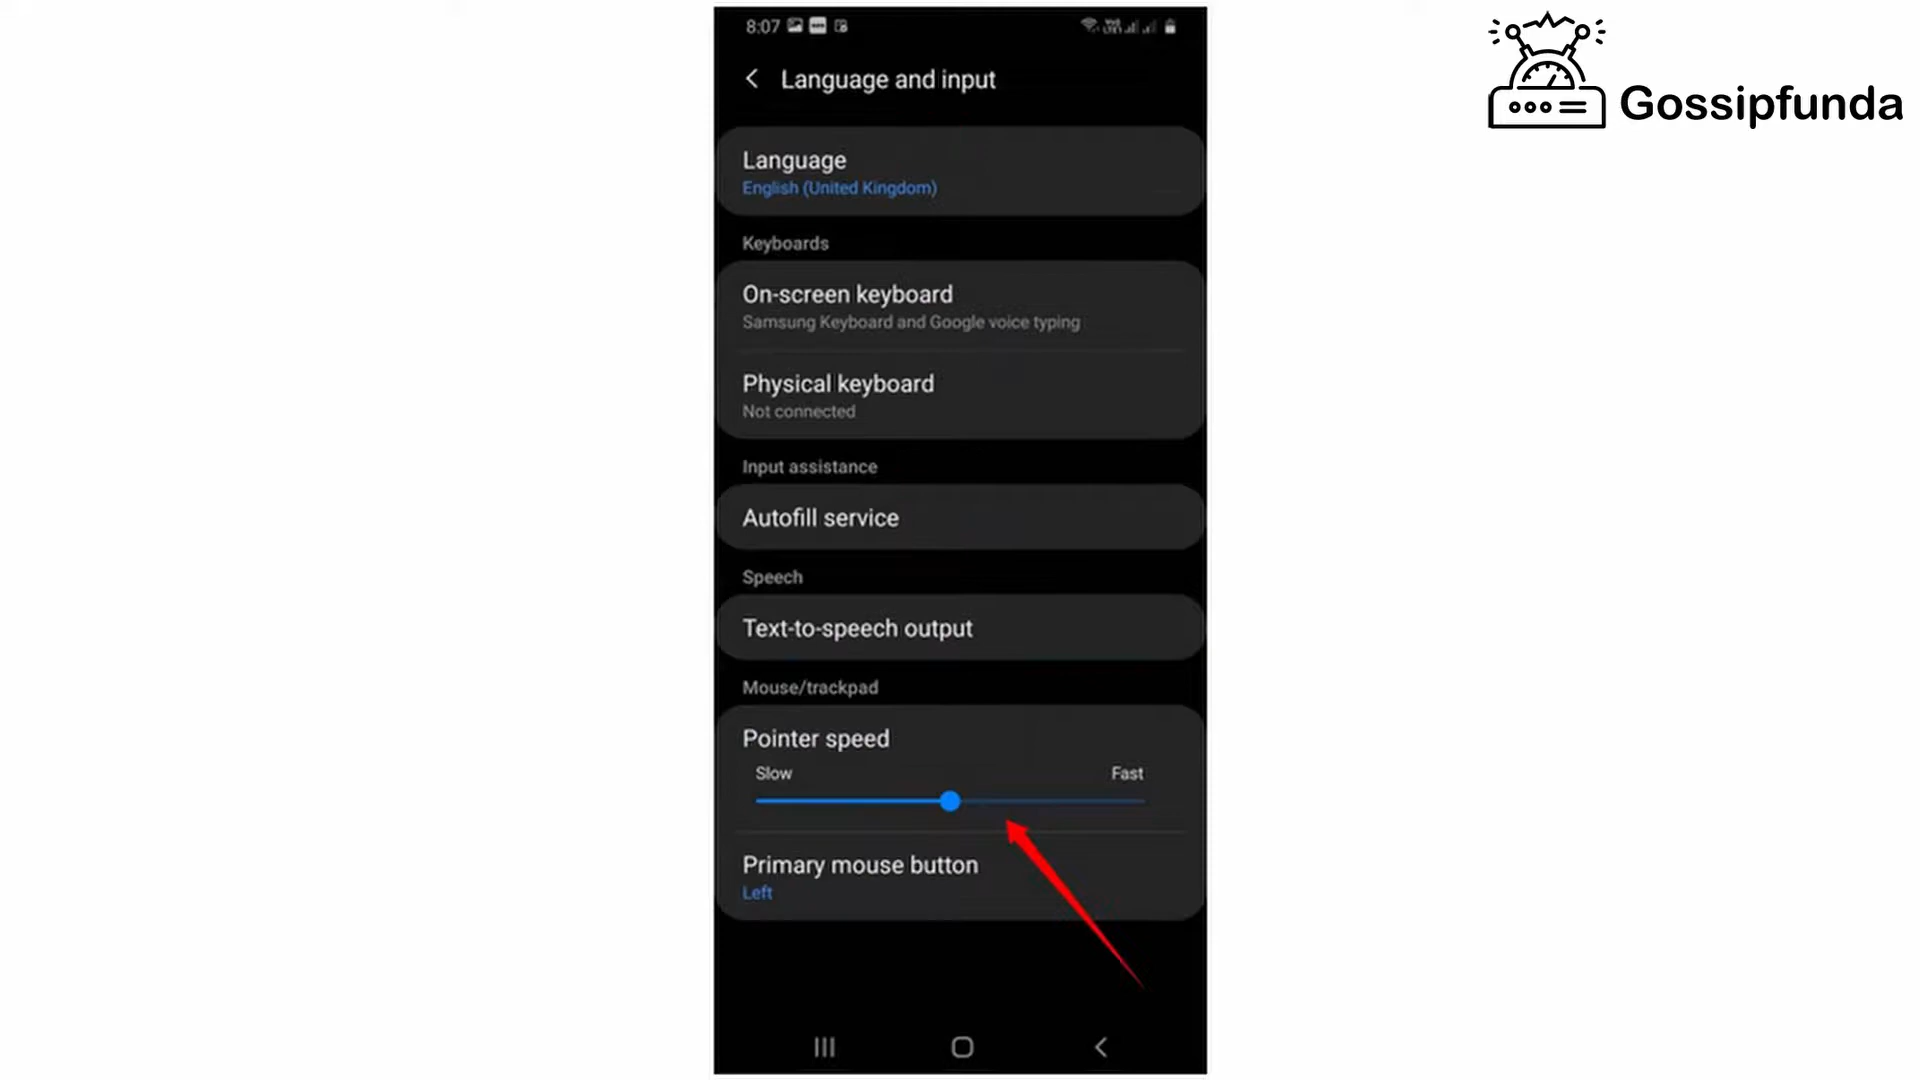 8:07
Language and input
Gossipfunda
Language
English (United Kingdom)
Keyboards
On-screen keyboard
Samsung Keyboard and Google voice typing
Physical keyboard
Not connected
Input assistance
Autofill service
Speech
Text-to-speech output
Mouse/trackpad
Pointer speed
Slow Fast
Primary mouse button
Left